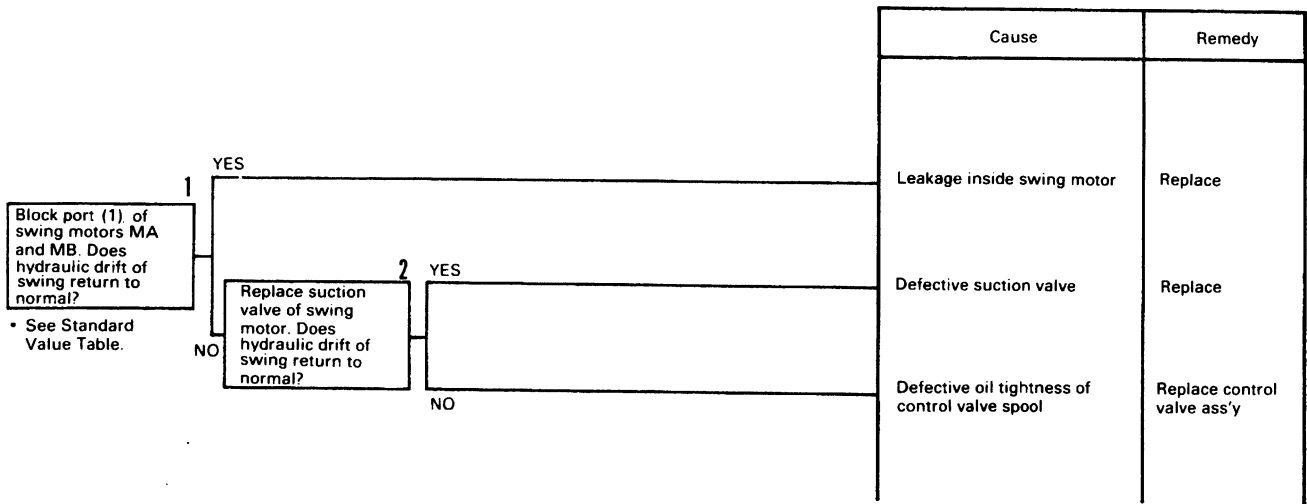 Cause
Remedy
YES
1
Leakage inside swing motor
Replace
Block port (1). of
swing motors MA
and MB. Does
hydraulic drift of
swing return to
normal?
• See Standard
Value Table.
NO
2
YES
Replace suction
valve of swing
motor. Does
hydraulic drift of
swing return to
normal?
Defective suction valve
Replace
NO
Defective oil tightness of
control valve spool
Replace control
valve ass'y